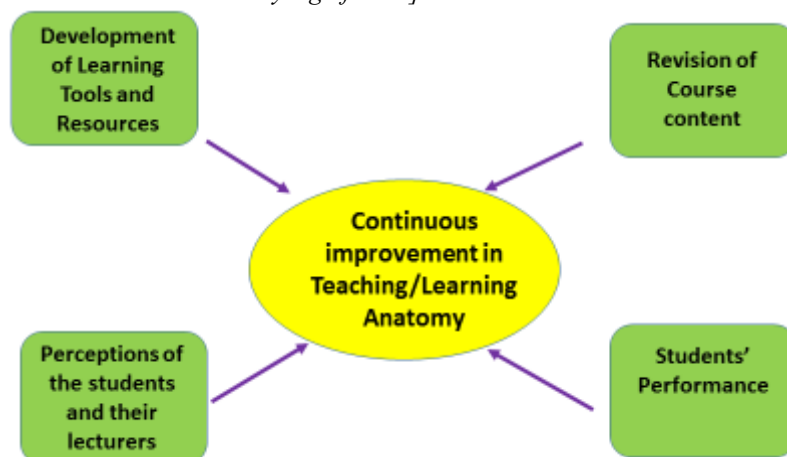 Development
of Learning
Tools and
Resources
Revision of
Course
content
Continuous
improvement in
Teaching/Learning
Anatomy
Perceptions of
the students
and their
lecturers
Students’
Performance